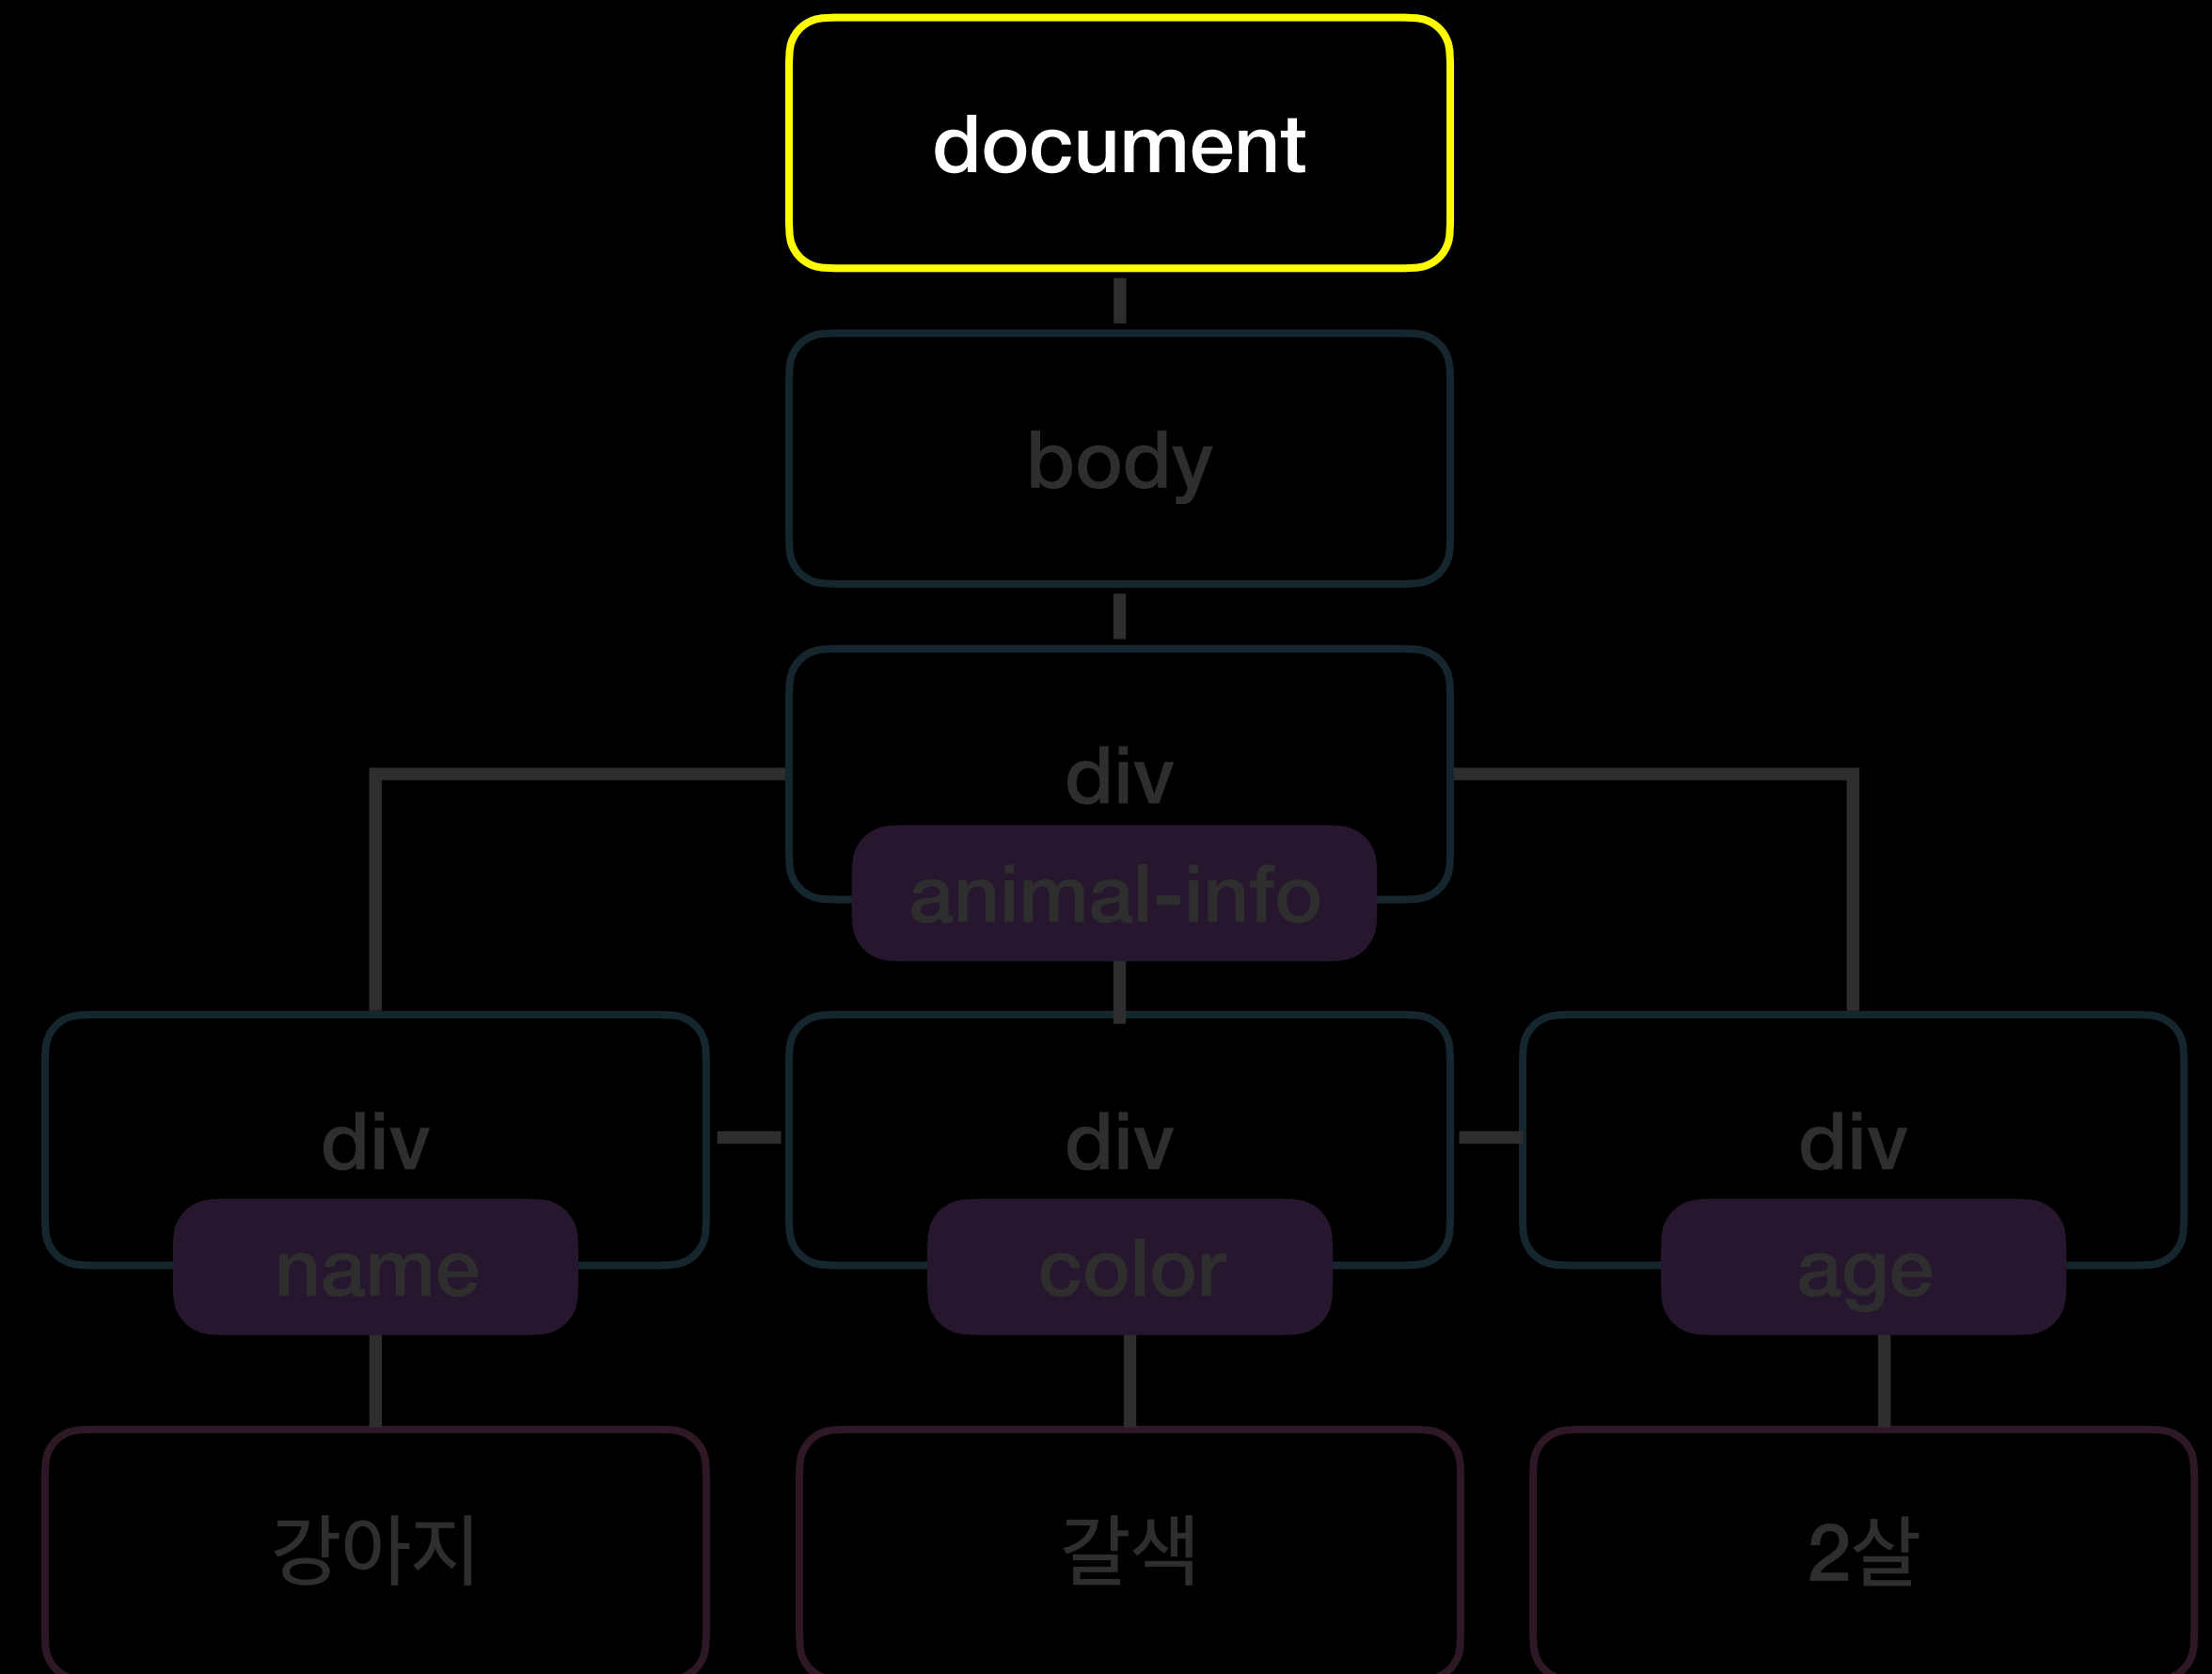 document
body
div
animal-info
div
div
div
name
color
age
강아지
갈색
2살